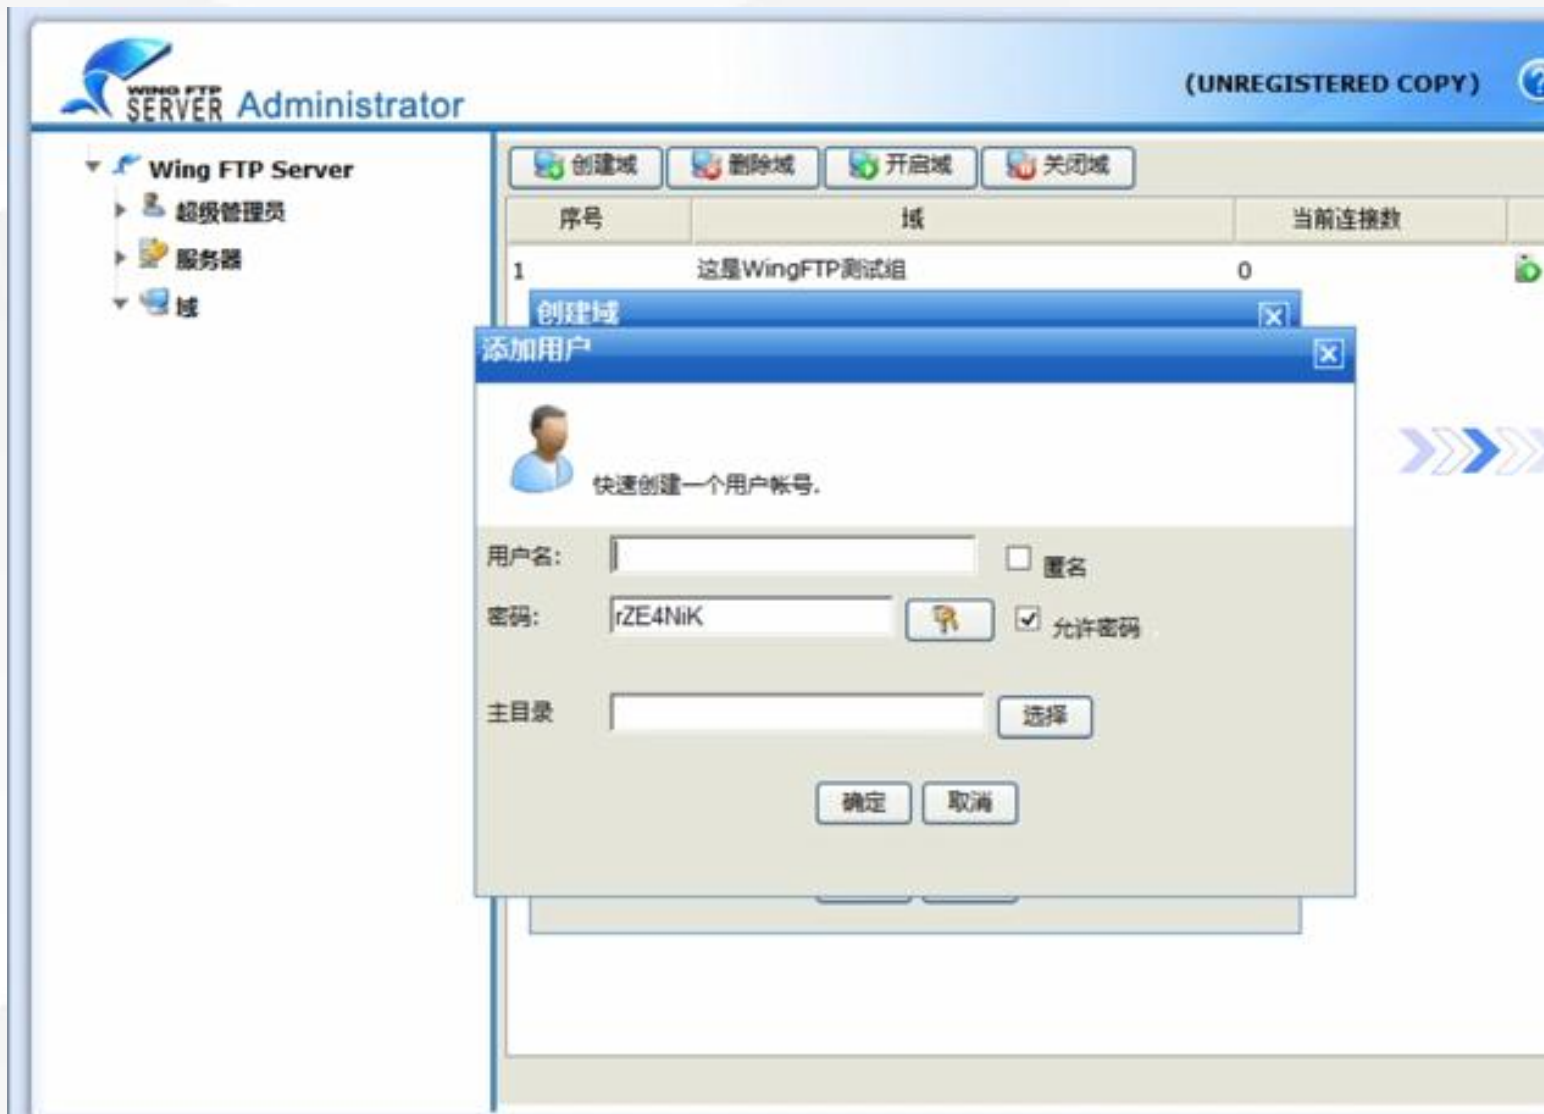 WING FTP
SERVER Administrator
(UNREGISTERED COPY)
Wing FTP Server
超级管理员
服务器
域
创建域 删除域 开启域 关闭域
序号 域 当前连接数
1 这是WingFTP测试组 0
创建域
添加用户
快速创建一个用户帐号.
用户名: 匿名
密码: rZE4NiK 允许密码
主目录 选择
确定 取消